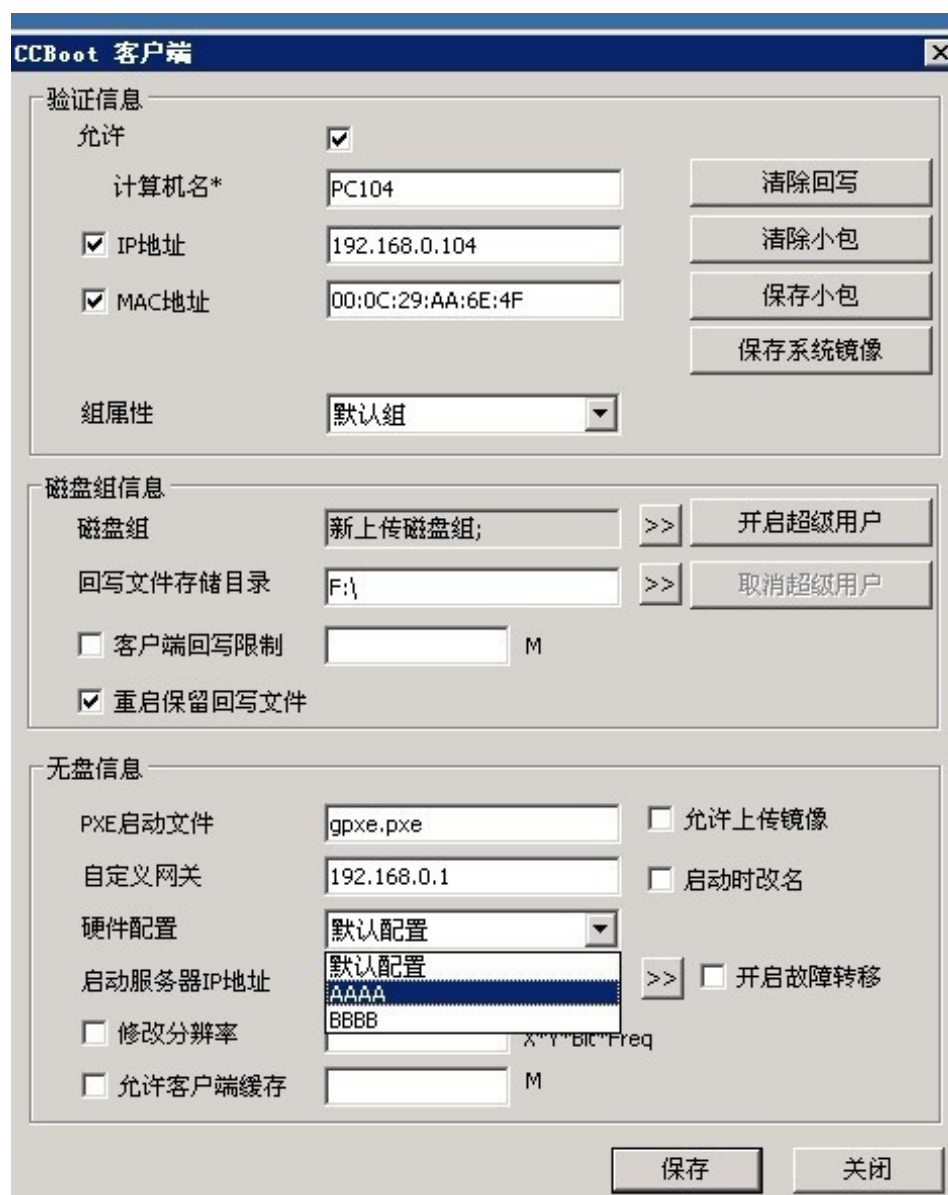 CCBoot 客户端
验证信息
允许
计算机名* PC104 清除回写
IP地址 192.168.0.104 清除小包
MAC地址 00:0C:29:AA:6E:4F 保存小包
保存系统镜像
组属性 默认组
磁盘组信息
磁盘组 新上传磁盘组; >> 开启超级用户
回写文件存储目录 F:\ >> 取消超级用户
客户端回写限制 M
重启保留回写文件
无盘信息
PXE启动文件 gpxe.pxe 允许上传镜像
自定义网关 192.168.0.1 启动时改名
硬件配置 默认配置
默认配置
启动服务器IP地址 AAAA >> 开启故障转移
BBBB
修改分辨率 X*Y*Bit*Freq
允许客户端缓存 M
保存 关闭